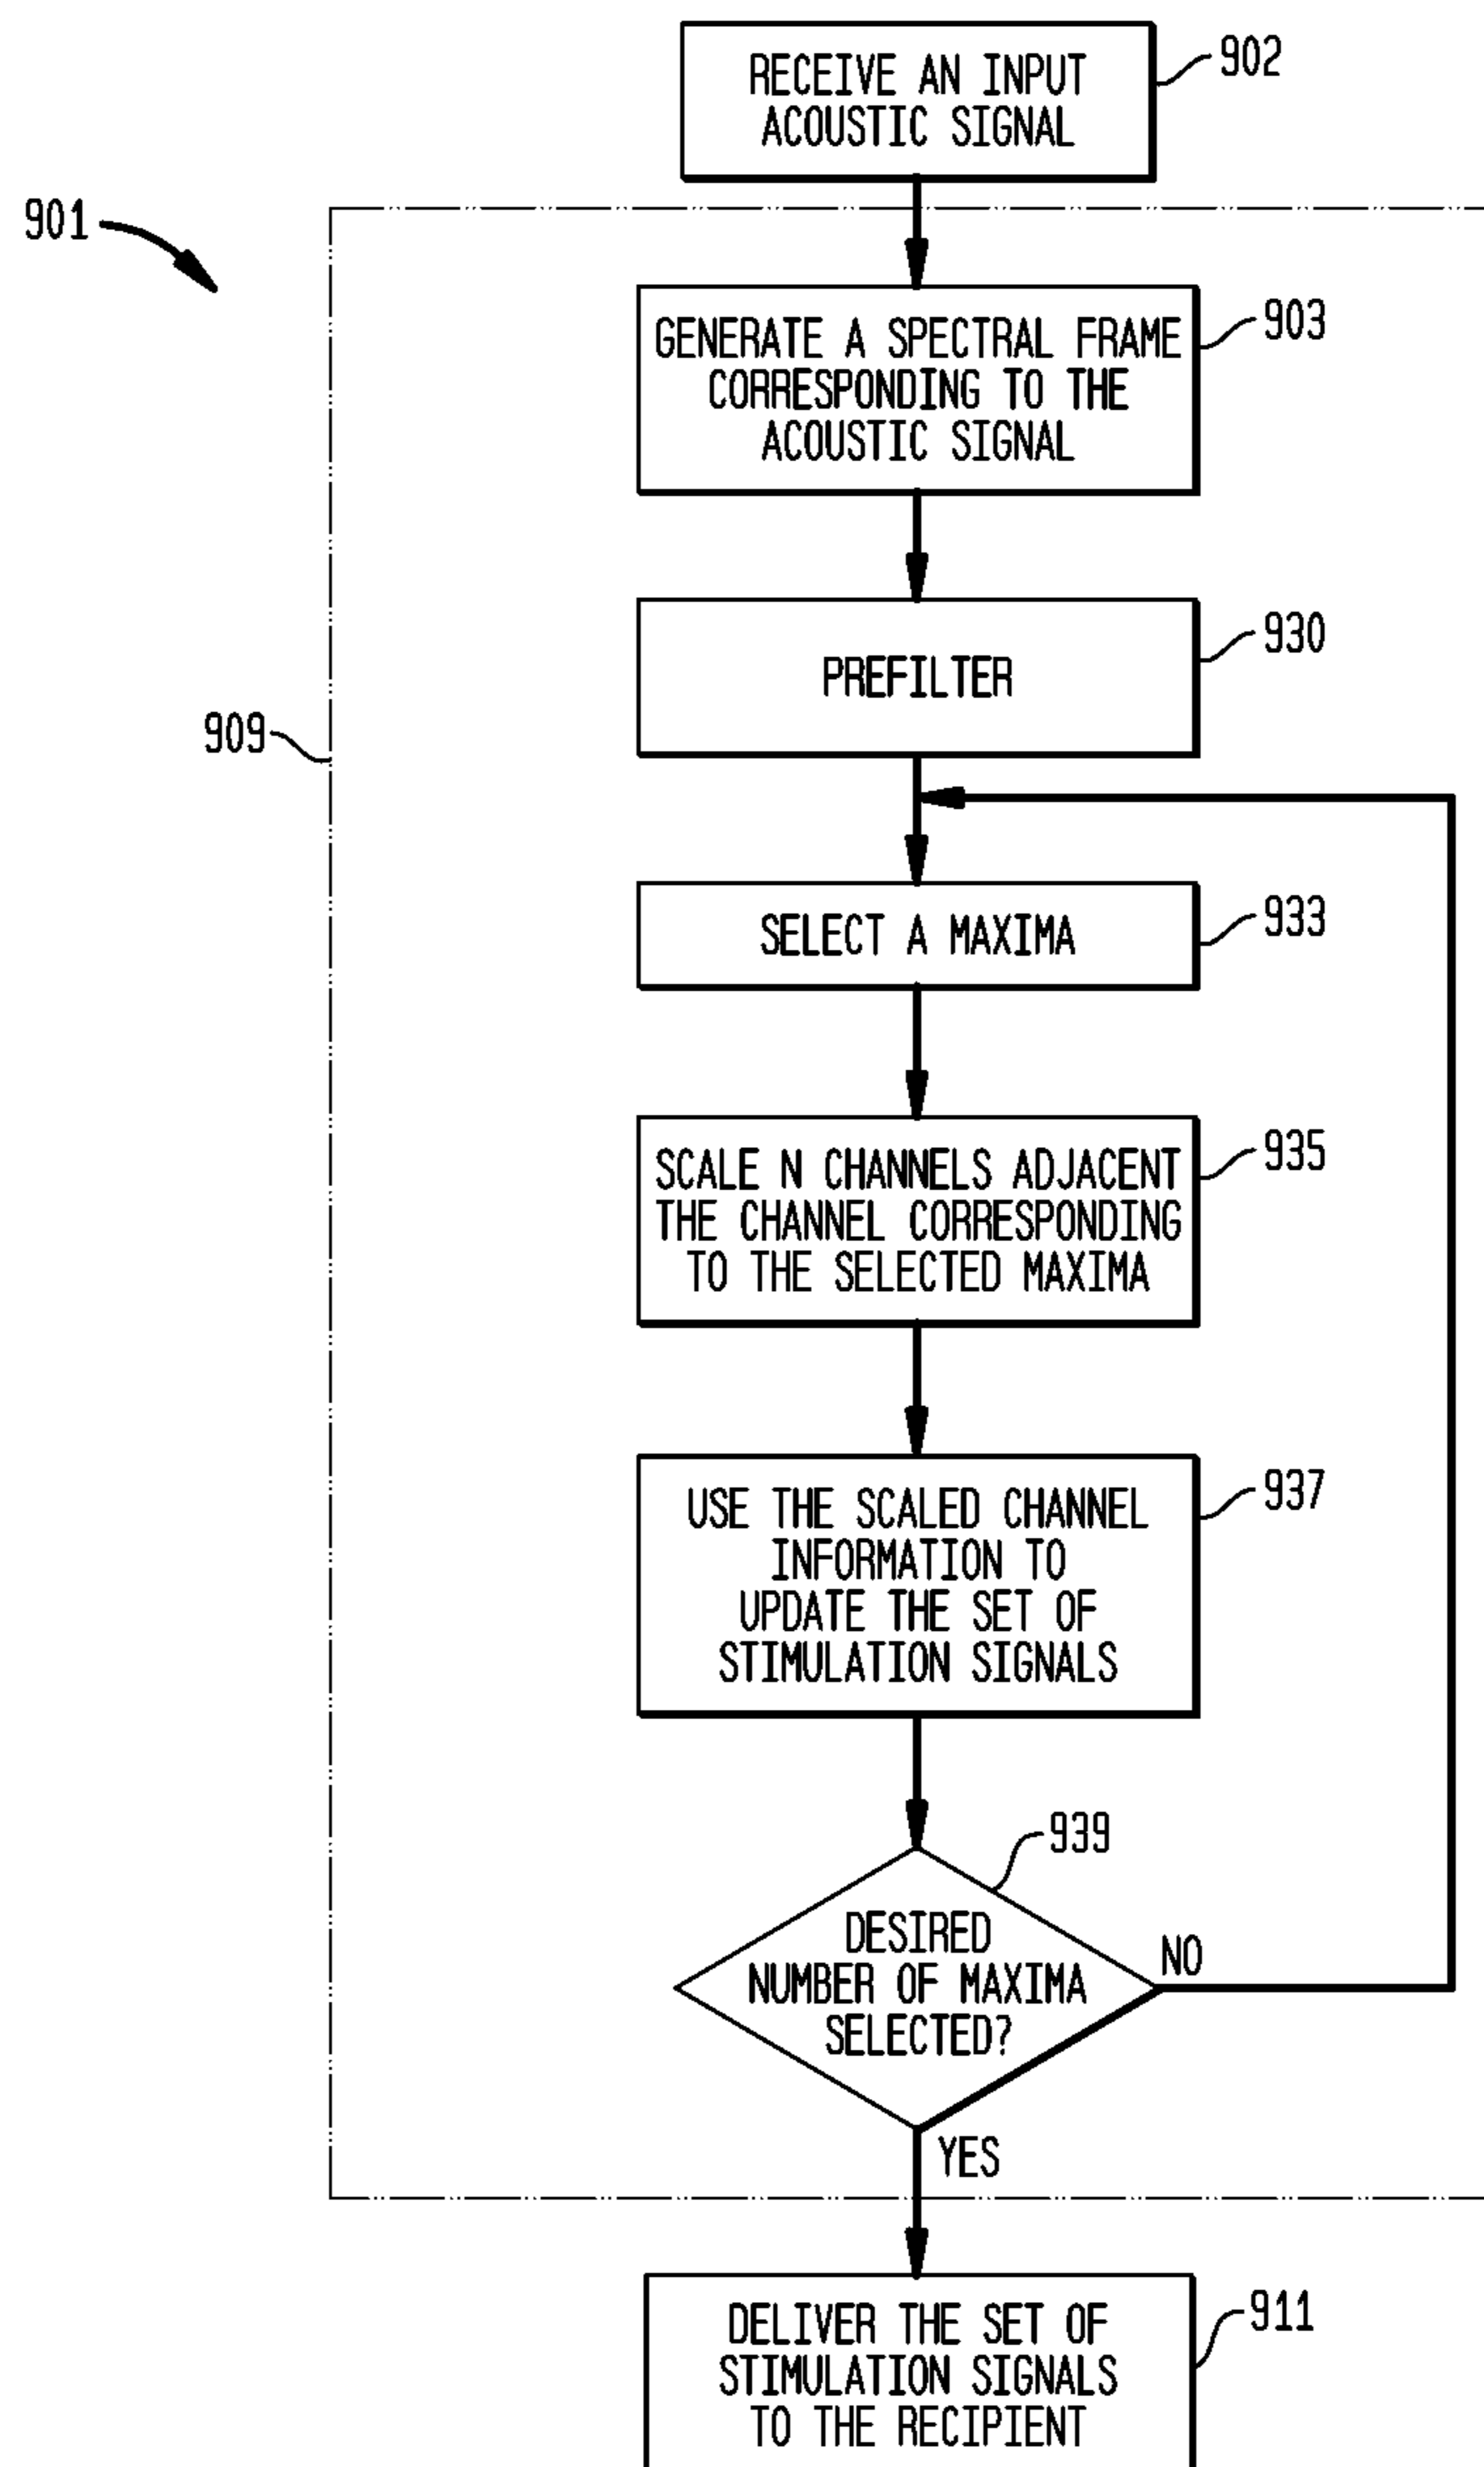 RECEIVE AN INPUT
ACOUSTIC SIGNAL
902
901
GENERATE A SPECTRAL FRAME
CORRESPONDING TO THE
ACOUSTIC SIGNAL
903
PREFILTER
930
909
SELECT A MAXIMA
933
SCALE N CHANNELS ADJACENT
THE CHANNEL CORRESPONDING
TO THE SELECTED MAXIMA
935
USE THE SCALED CHANNEL
INFORMATION TO
UPDATE THE SET OF
STIMULATION SIGNALS
937
939
DESIRED
NUMBER OF MAXIMA
SELECTED?
NO
YES
DELIVER THE SET OF
STIMULATION SIGNALS
TO THE RECIPIENT
911